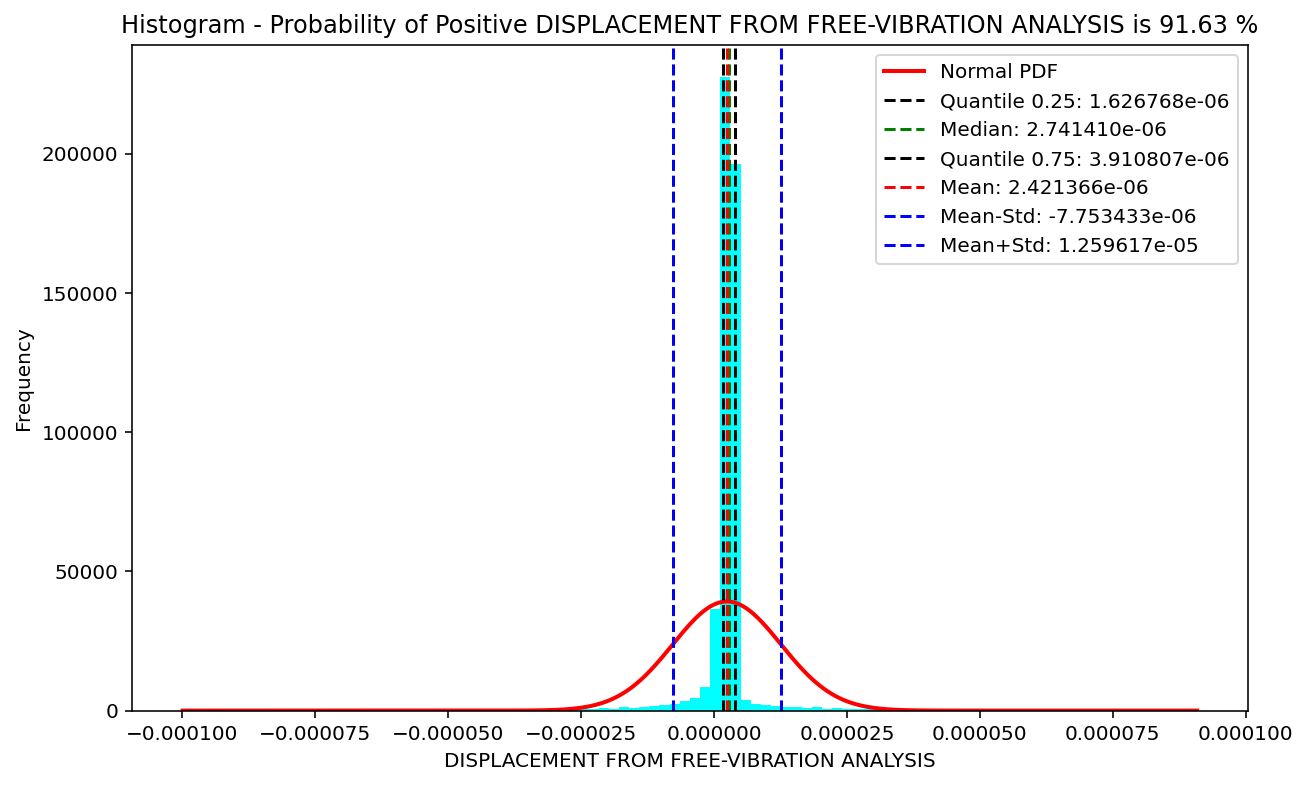 Histogram - Probability of Positive DISPLACEMENT FROM FREE-VIBRATION ANALYSIS is 91.63 %
Normal PDF
Quantile 0.25: 1.626768e-06
Median: 2.741410e-06
Quantile 0.75: 3.910807e-06
Mean: 2.421366e-06
Mean-Std: -7.753433e-06
Mean+Std: 1.259617e-05
Frequency
200000
150000
100000
50000
0
−0.000100 −0.000075 −0.000050 −0.000025 0.000000 0.000025 0.000050 0.000075 0.000100
DISPLACEMENT FROM FREE-VIBRATION ANALYSIS